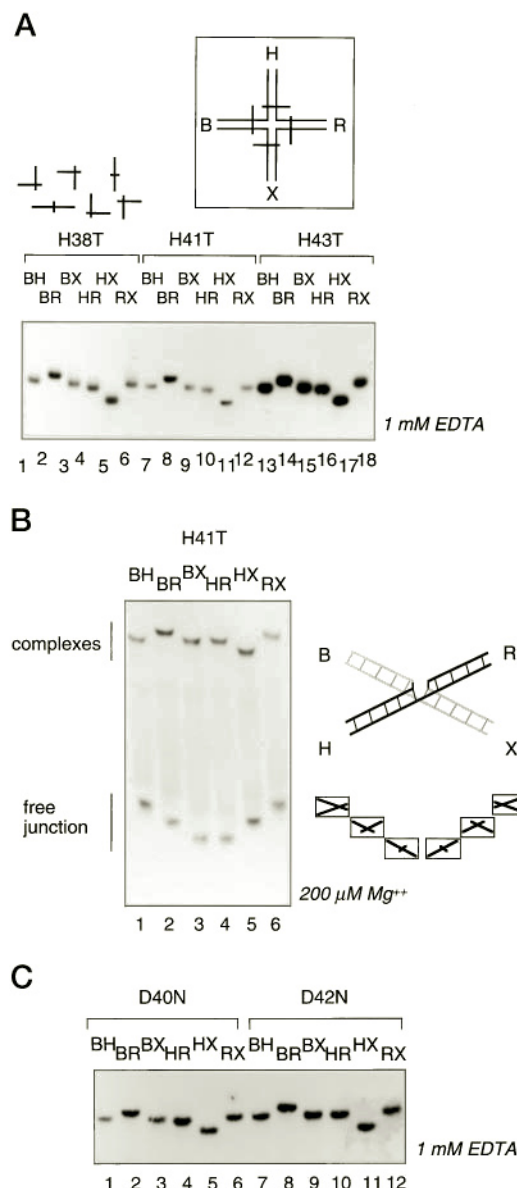 A
H
B
R
X
H38T
H41T
H43T
BH BX HX BH BX HX BH BX HX
BR HR RX BR HR RX BR HR RX
1 mM EDTA
1 2 3 4 5 6 7 8 9 10 11 12 13 14 15 16 17 18
B
H41T
BH BR BX HR HX RX
complexes
B
R
H
X
free
junction
200 µM Mg++
1 2 3 4 5 6
C
D40N
D42N
BH BR BX HR HX RX BH BR BX HR HX RX
1 mM EDTA
1 2 3 4 5 6 7 8 9 10 11 12